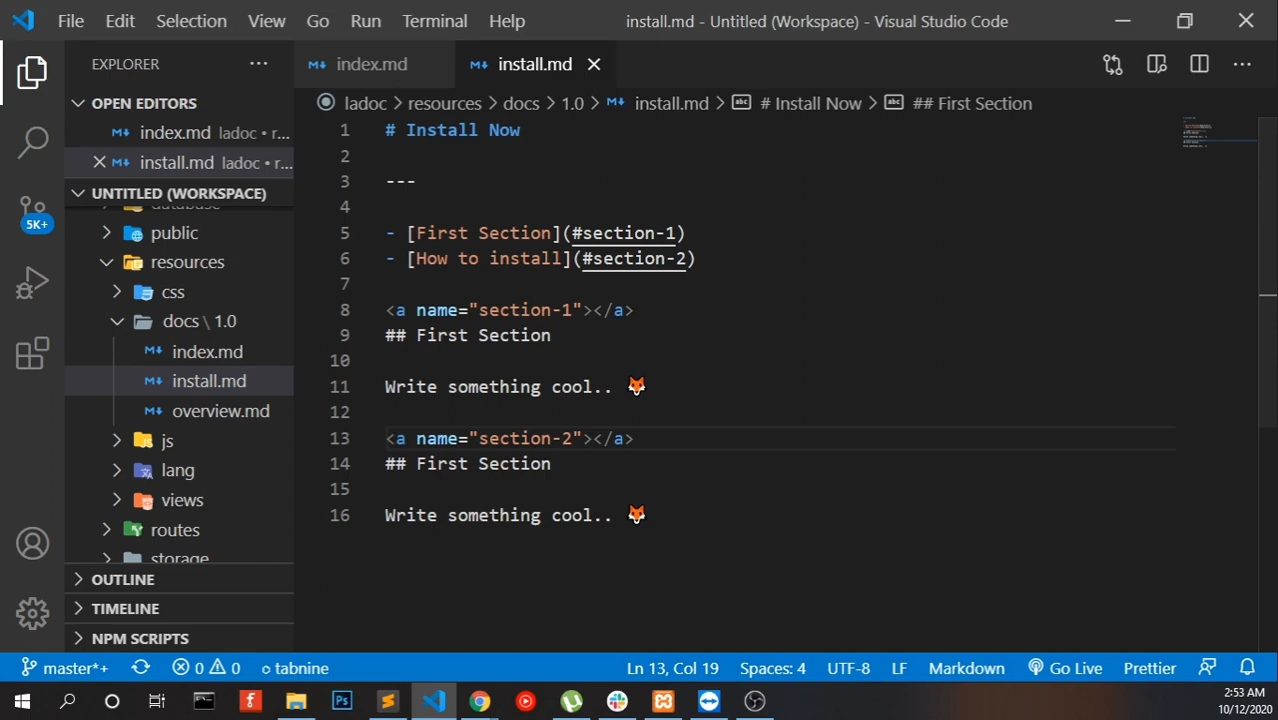 File Edit Selection View Go Run Terminal Help install.md - Untitled (Workspace) - Visual Studio Code
EXPLORER
index.md install.md
OPEN EDITORS
ladoc > resources > docs > 1.0 > install.md > # Install Now > ## First Section
index.md ladoc • r...
install.md ladoc • r...
UNTITLED (WORKSPACE)
database
public
resources
css
docs \ 1.0
index.md
install.md
overview.md
js
lang
views
routes
storage
OUTLINE
TIMELINE
NPM SCRIPTS
5K+
1 # Install Now
2
3 ---
4
5 - [First Section](#section-1)
6 - [How to install](#section-2)
7
8 <a name="section-1"></a>
9 ## First Section
10
11 Write something cool.. 🦊
12
13 <a name="section-2"></a>
14 ## First Section
15
16 Write something cool.. 🦊
master*+ 0 0 tabnine Ln 13, Col 19 Spaces: 4 UTF-8 LF Markdown Go Live Prettier
2:53 AM
10/12/2020